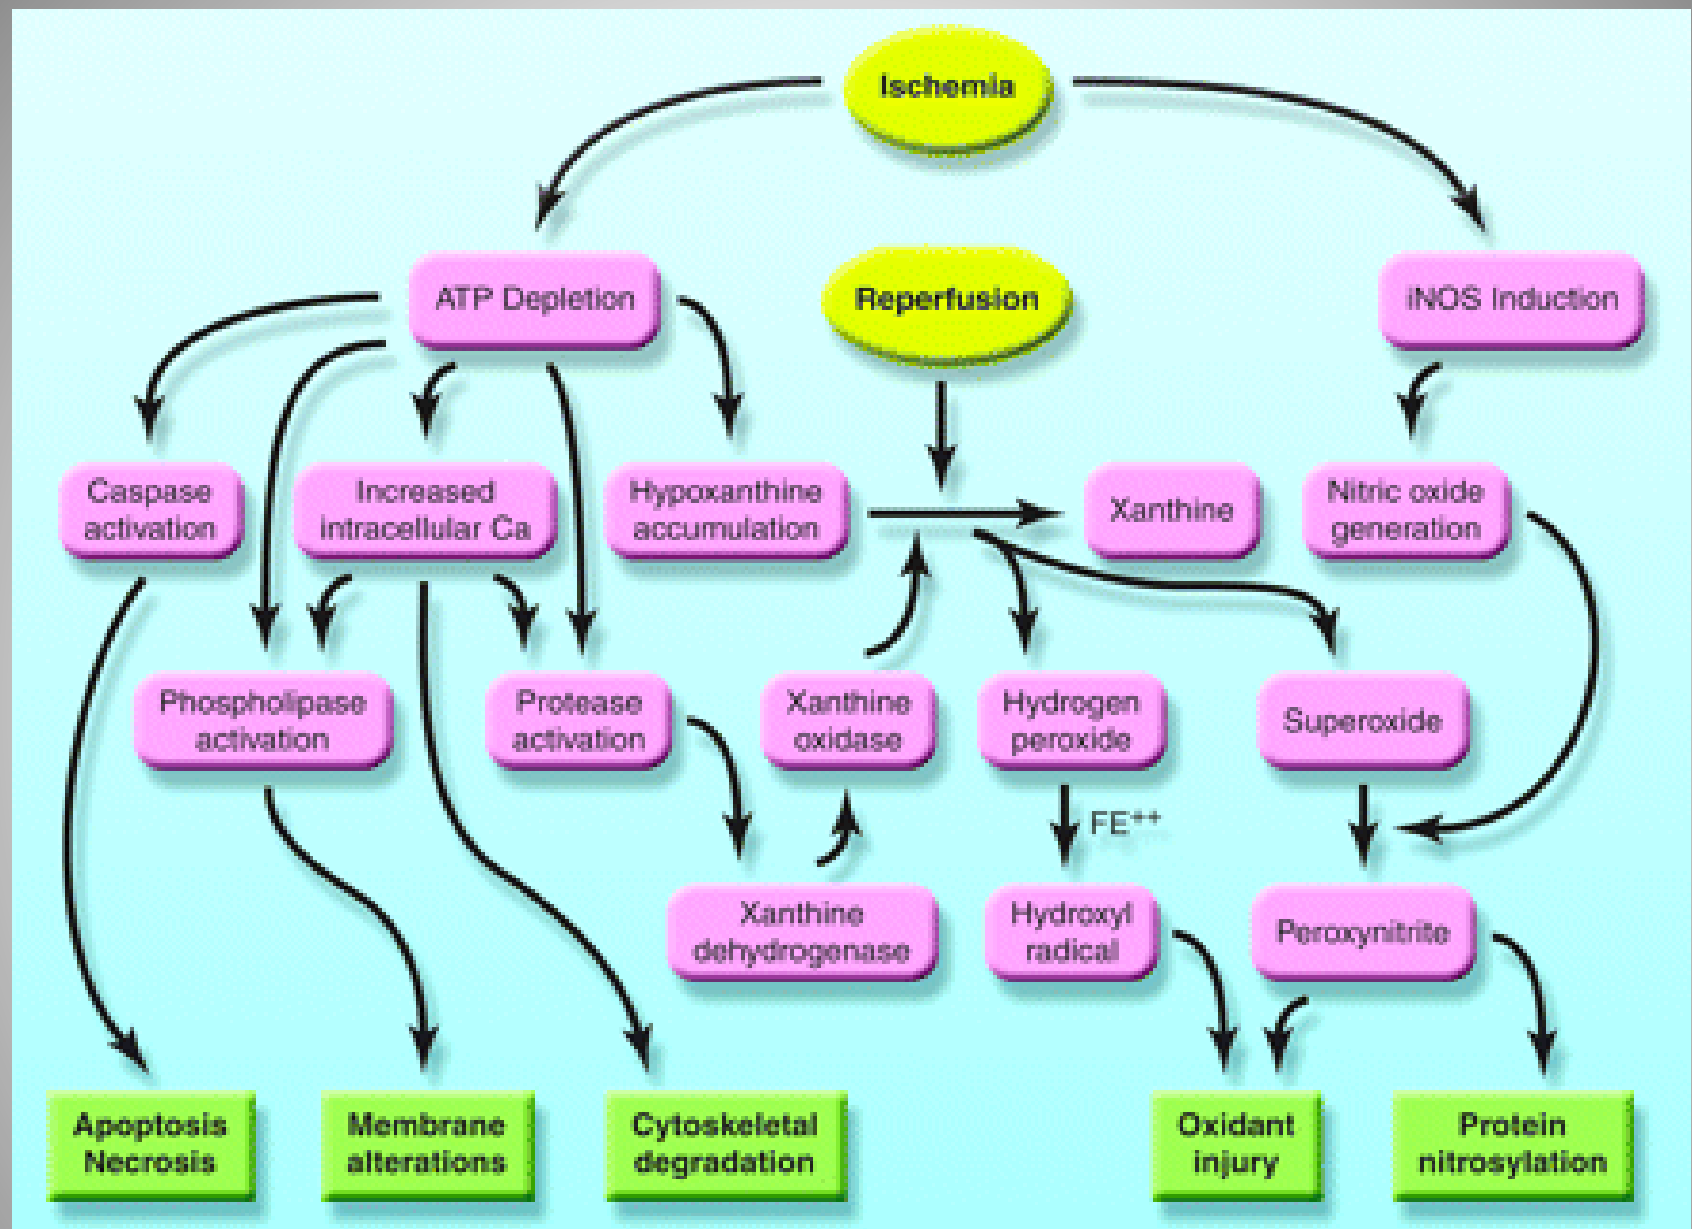 Ischemia
ATP Depletion
Reperfusion
iNOS Induction
Caspase
activation
Increased
intracellular Ca
Hypoxanthine
accumulation
Xanthine
Nitric oxide
generation
Phospholipase
activation
Protease
activation
Xanthine
oxidase
Hydrogen
peroxide
Superoxide
FE++
Xanthine
dehydrogenase
Hydroxyl
radical
Peroxynitrite
Apoptosis
Necrosis
Membrane
alterations
Cytoskeletal
degradation
Oxidant
injury
Protein
nitrosylation